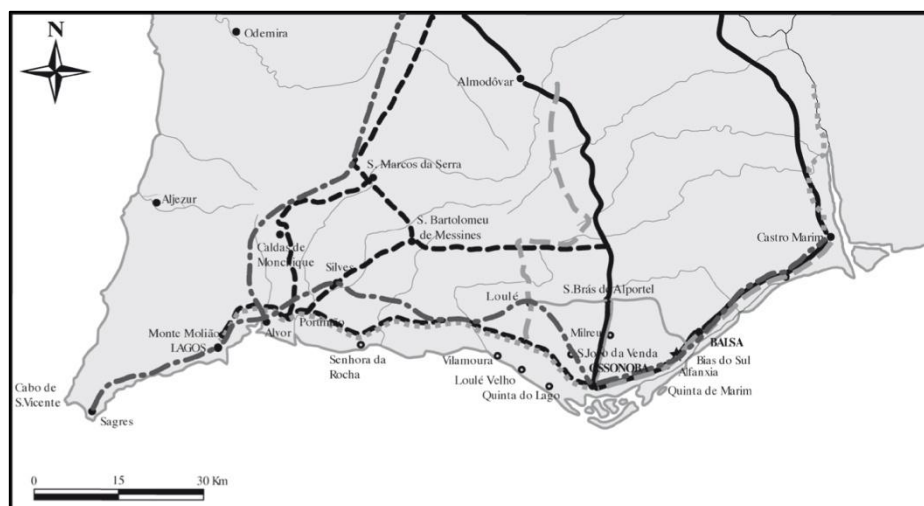 N
Odemira
Almodôvar
S. Marcos da Serra
Aljezur
S. Bartolomeu
de Messines
Caldas de
Monchique
Castro Marim
Silves
Loulé
S.Brás de Alportel
Monte Molião
LAGOS
Alvor
Portimão
Milreu
BALSA
S.João da Venda
OSSONOBA
Bias do Sul
Alfanxia
Senhora da
Rocha
Vilamoura
Loulé Velho
Quinta do Lago
Quinta de Marim
Cabo de
S.Vicente
Sagres
0 15 30 Km